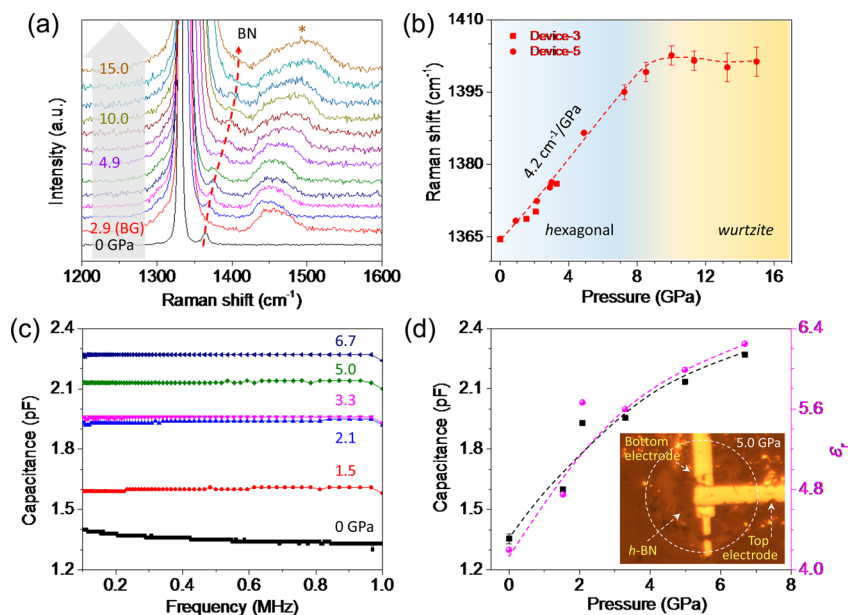 (a)
BN
*
15.0
10.0
4.9
2.9 (BG)
0 GPa
Intensity (a.u.)
1200 1300 1400 1500 1600
Raman shift (cm⁻¹)
(b)
1410
1395
1380
1365
Device-3
Device-5
4.2 cm⁻¹/GPa
hexagonal
wurtzite
Raman shift (cm⁻¹)
0 4 8 12 16
Pressure (GPa)
(c)
2.4
2.1
1.8
1.5
1.2
6.7
5.0
3.3
2.1
1.5
0 GPa
Capacitance (pF)
0.2 0.4 0.6 0.8 1.0
Frequency (MHz)
(d)
2.4
2.1
1.8
1.5
1.2
Capacitance (pF)
6.4
5.6
4.8
4.0
εr
Bottom
electrode
5.0 GPa
h-BN
Top
electrode
0 2 4 6 8
Pressure (GPa)